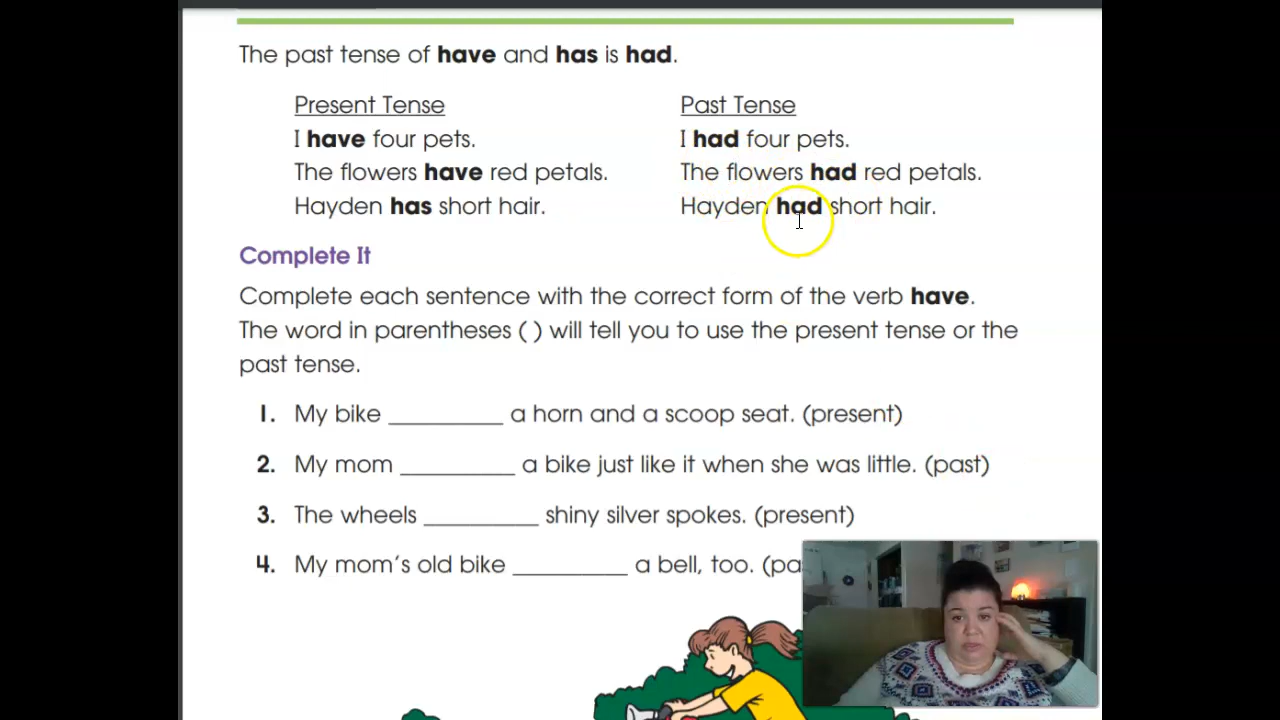 The past tense of have and has is had.
Present Tense
Past Tense
I have four pets.
I had four pets.
The flowers have red petals.
The flowers had red petals.
Hayden has short hair.
Hayden had short hair.
Complete It
Complete each sentence with the correct form of the verb have.
The word in parentheses ( ) will tell you to use the present tense or the
past tense.
1. My bike __________ a horn and a scoop seat. (present)
2. My mom __________ a bike just like it when she was little. (past)
3. The wheels __________ shiny silver spokes. (present)
4. My mom's old bike __________ a bell, too. (pa